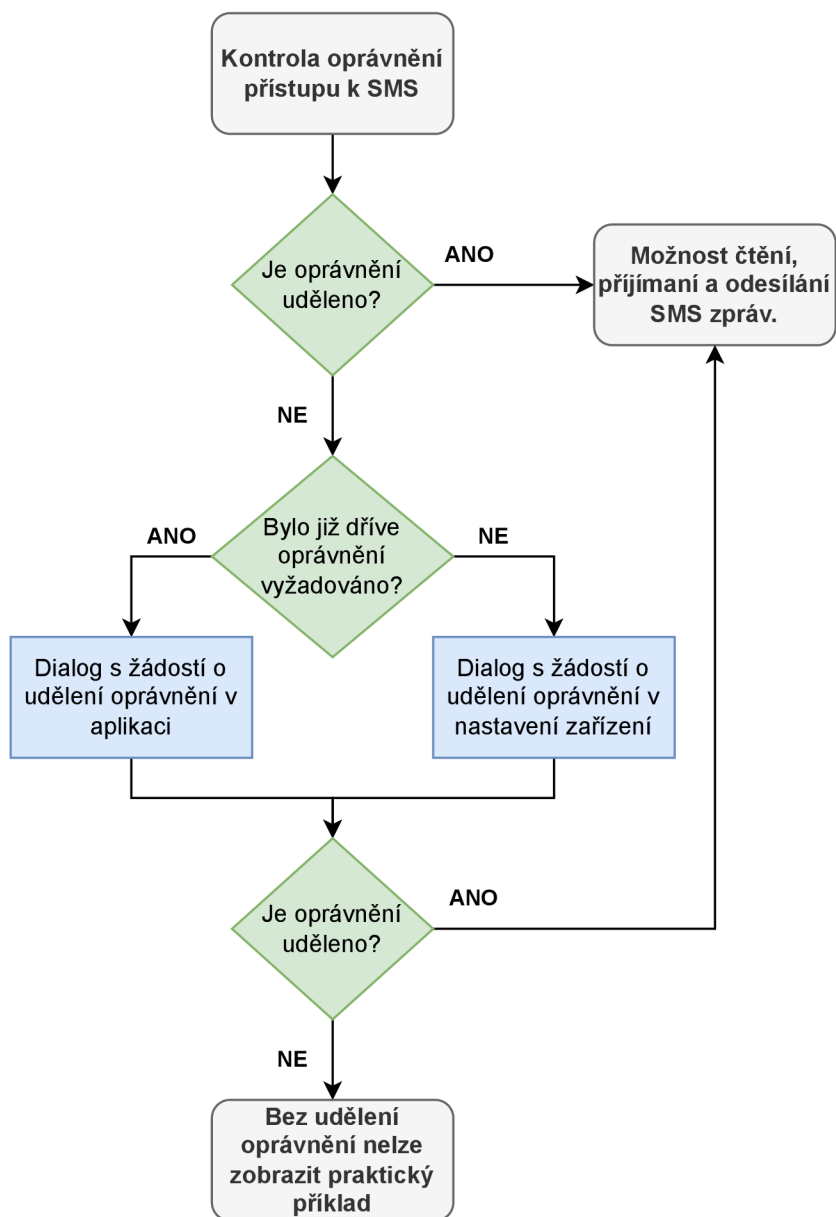 Kontrola oprávnění
přístupu k SMS
Je oprávnění
uděleno?
ANO
Možnost čtění,
příjímaní a odesílání
SMS zpráv.
NE
Bylo již dříve
oprávnění
vyžadováno?
ANO
NE
Dialog s žádostí o
udělení oprávnění v
aplikaci
Dialog s žádostí o
udělení oprávnění v
nastavení zařízení
Je oprávnění
uděleno?
ANO
NE
Bez udělení
oprávnění nelze
zobrazit praktický
příklad